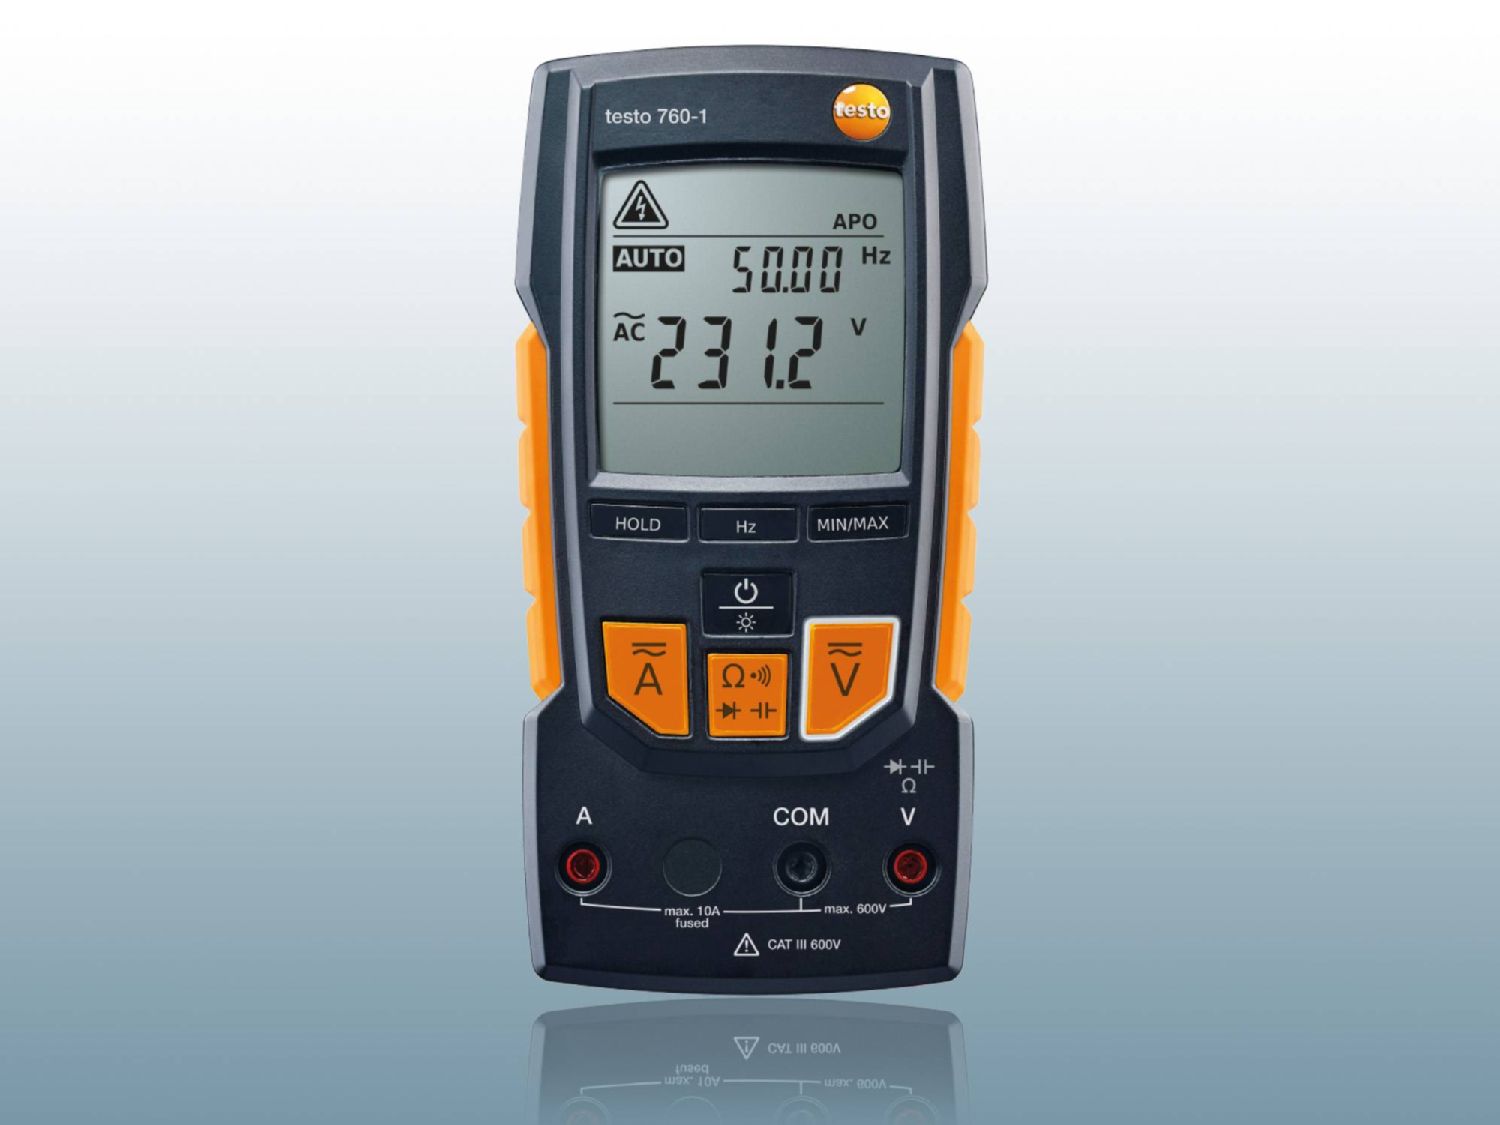 testo 760-1
testo
APO
AUTO 50.00 Hz
AC 231.2 V
HOLD Hz MIN/MAX
A Ω V
Ω
A COM V
max. 10A
fused
max. 600V
CAT III 600V